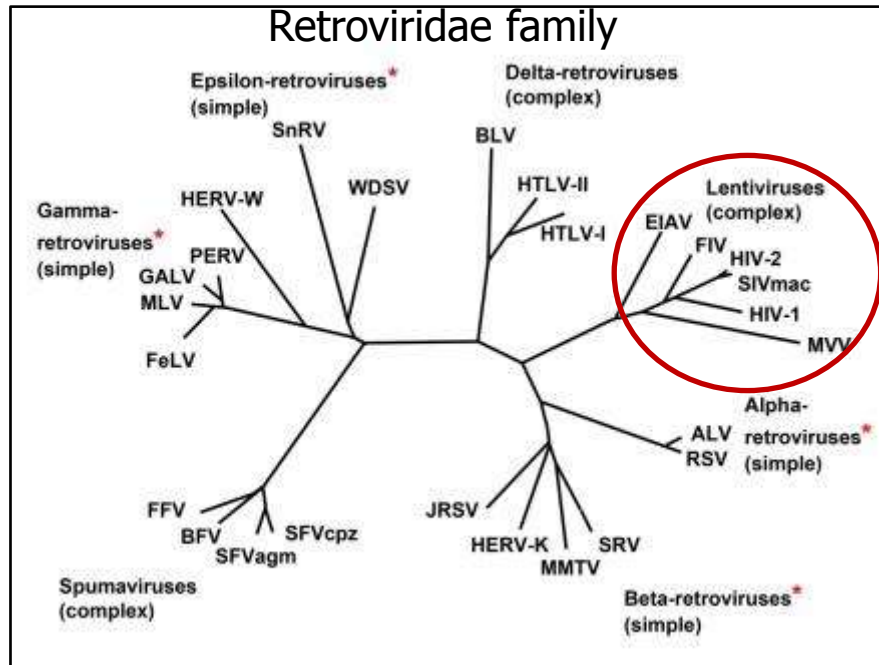 Retroviridae family
Epsilon-retroviruses*
(simple)
SnRV
WDSV
Delta-retroviruses
(complex)
BLV
HTLV-II
HTLV-I
Lentiviruses
(complex)
EIAV
FIV
HIV-2
SIVmac
HIV-1
MVV
Gamma-
retroviruses*
(simple)
HERV-W
PERV
GALV
MLV
FeLV
Alpha-
retroviruses*
(simple)
ALV
RSV
FFV
BFV
SFVagm
SFVcpz
Spumaviruses
(complex)
JRSV
HERV-K
MMTV
SRV
Beta-retroviruses*
(simple)